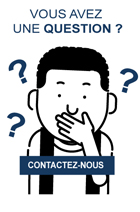 VOUS AVEZ
UNE QUESTION ?
?
?
?
CONTACTEZ-NOUS